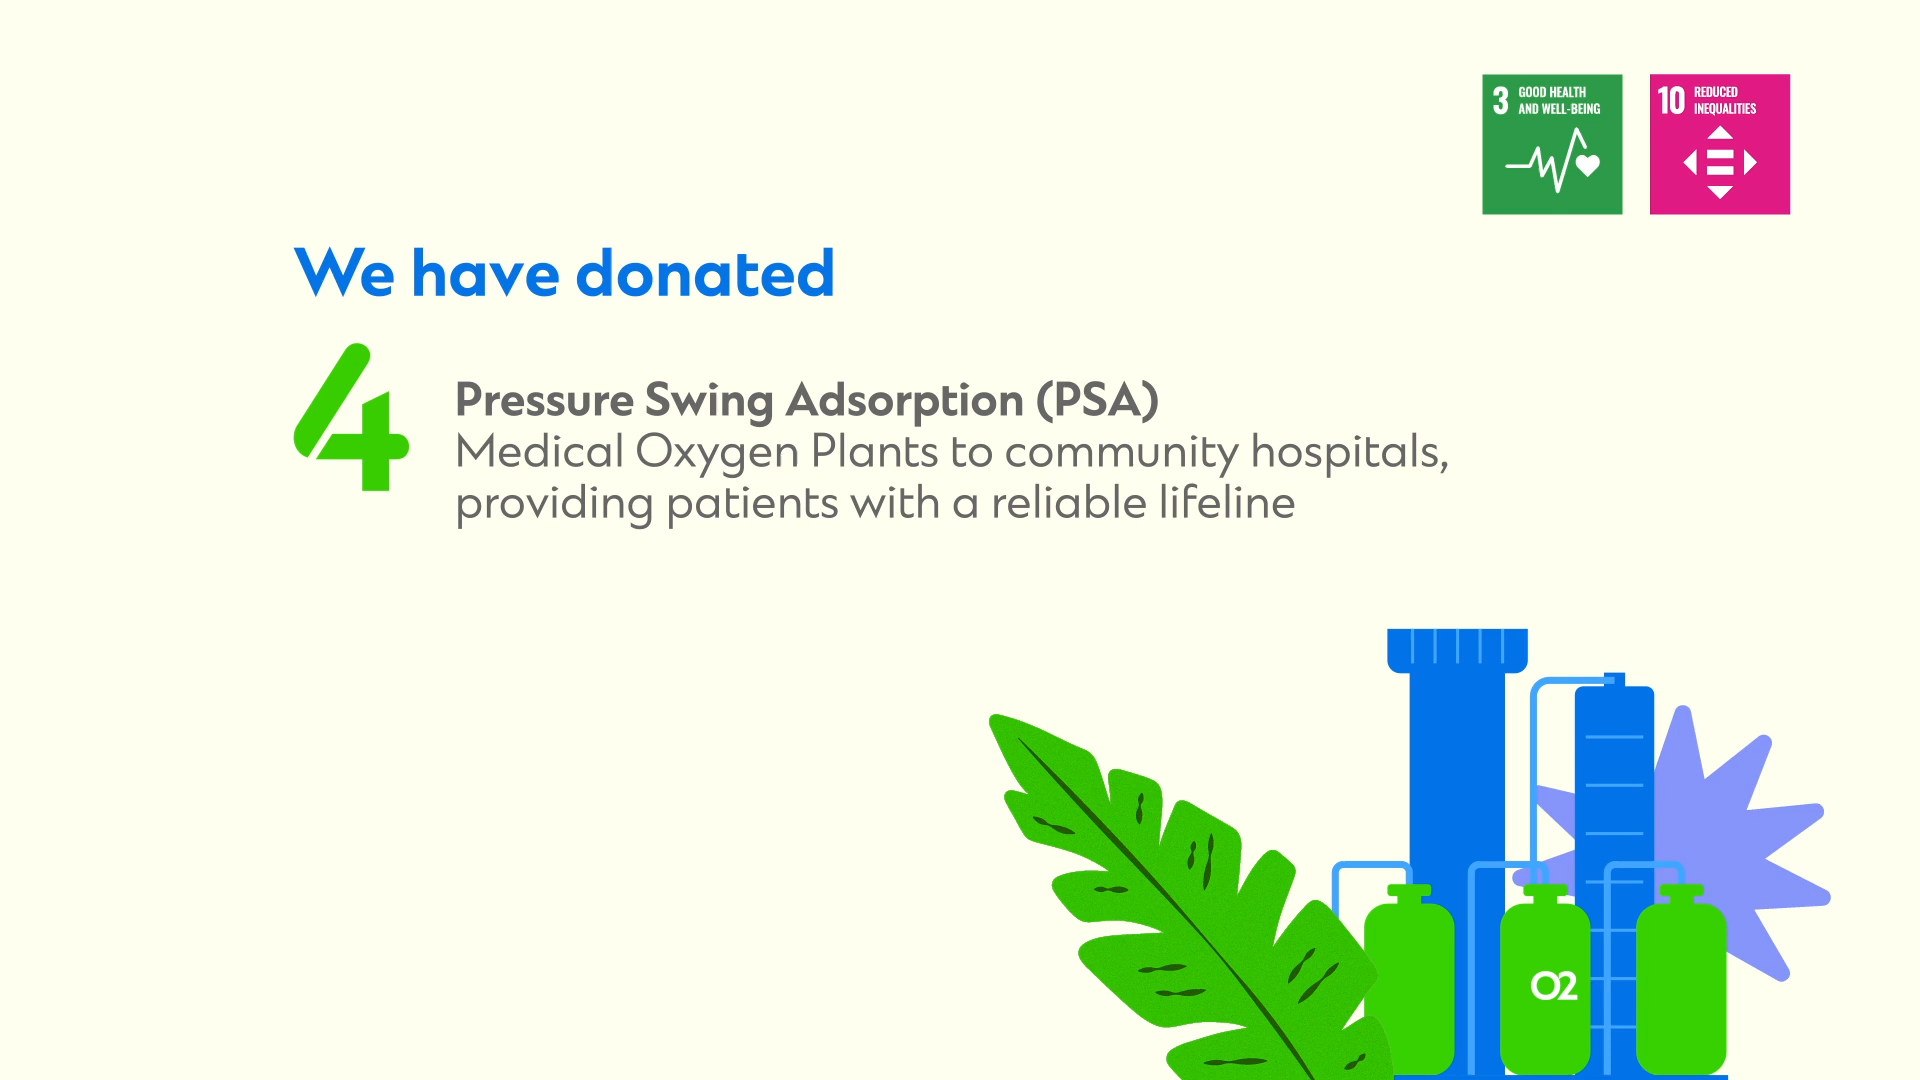 3 GOOD HEALTH
AND WELL-BEING
10 REDUCED
INEQUALITIES
We have donated
4
Pressure Swing Adsorption (PSA)
Medical Oxygen Plants to community hospitals,
providing patients with a reliable lifeline
O2